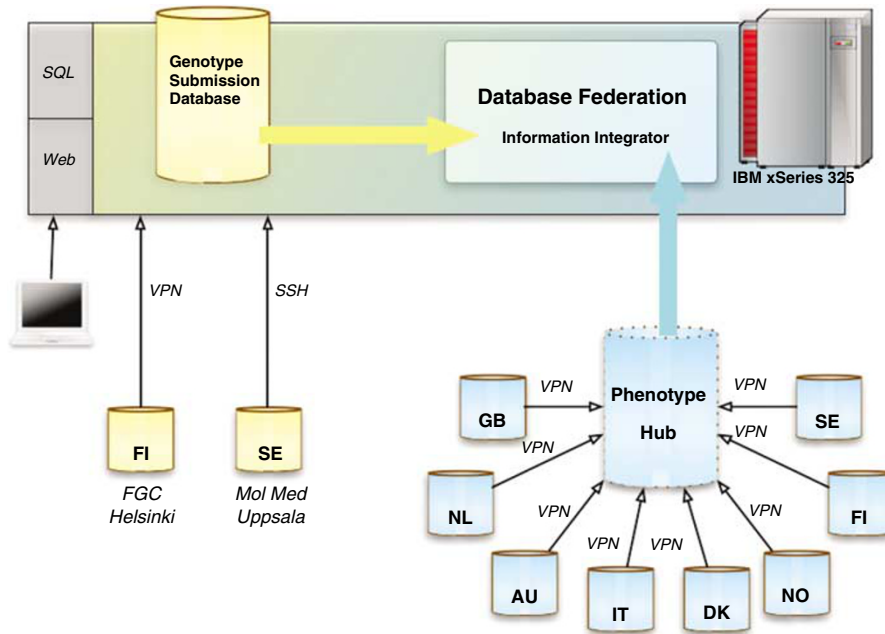 SQL
Web
Genotype
Submission
Database
Database Federation
Information Integrator
IBM xSeries 325
VPN
SSH
FI
FGC
Helsinki
SE
Mol Med
Uppsala
Phenotype
Hub
GB
VPN
NL
VPN
AU
VPN
IT
VPN
DK
VPN
NO
VPN
FI
VPN
SE
VPN